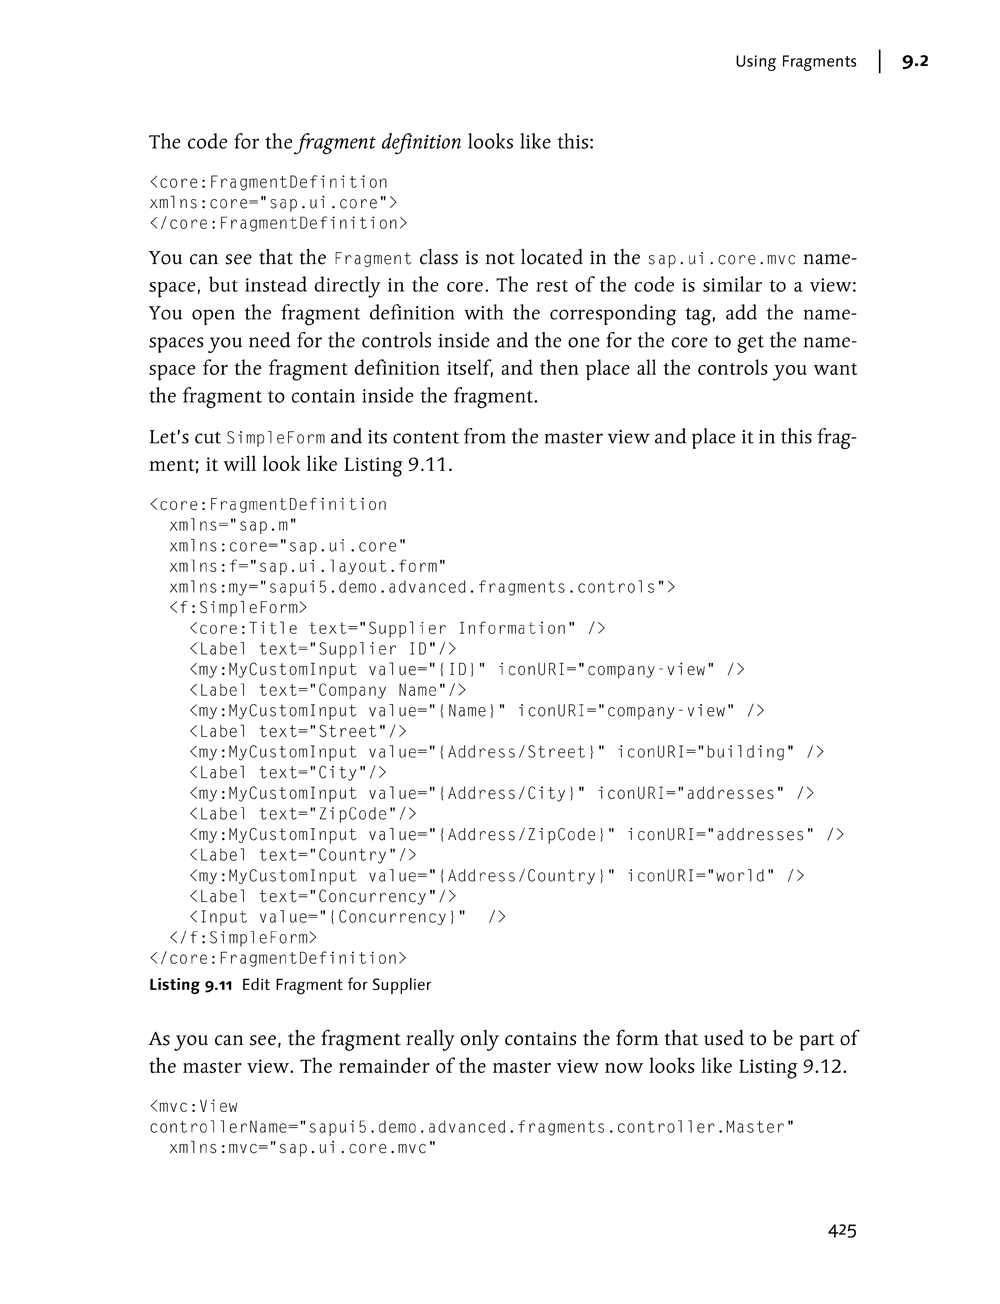 Using Fragments | 9.2
The code for the fragment definition looks like this:
<core:FragmentDefinition
xmlns:core="sap.ui.core">
</core:FragmentDefinition>
You can see that the Fragment class is not located in the sap.ui.core.mvc name-
space, but instead directly in the core. The rest of the code is similar to a view:
You open the fragment definition with the corresponding tag, add the name-
spaces you need for the controls inside and the one for the core to get the name-
space for the fragment definition itself, and then place all the controls you want
the fragment to contain inside the fragment.
Let's cut SimpleForm and its content from the master view and place it in this frag-
ment; it will look like Listing 9.11.
<core:FragmentDefinition
  xmlns="sap.m"
  xmlns:core="sap.ui.core"
  xmlns:f="sap.ui.layout.form"
  xmlns:my="sapui5.demo.advanced.fragments.controls">
  <f:SimpleForm>
    <core:Title text="Supplier Information" />
    <Label text="Supplier ID"/>
    <my:MyCustomInput value="{ID}" iconURI="company-view" />
    <Label text="Company Name"/>
    <my:MyCustomInput value="{Name}" iconURI="company-view" />
    <Label text="Street"/>
    <my:MyCustomInput value="{Address/Street}" iconURI="building" />
    <Label text="City"/>
    <my:MyCustomInput value="{Address/City}" iconURI="addresses" />
    <Label text="ZipCode"/>
    <my:MyCustomInput value="{Address/ZipCode}" iconURI="addresses" />
    <Label text="Country"/>
    <my:MyCustomInput value="{Address/Country}" iconURI="world" />
    <Label text="Concurrency"/>
    <Input value="{Concurrency}"  />
  </f:SimpleForm>
</core:FragmentDefinition>
Listing 9.11 Edit Fragment for Supplier
As you can see, the fragment really only contains the form that used to be part of
the master view. The remainder of the master view now looks like Listing 9.12.
<mvc:View
controllerName="sapui5.demo.advanced.fragments.controller.Master"
  xmlns:mvc="sap.ui.core.mvc"
425